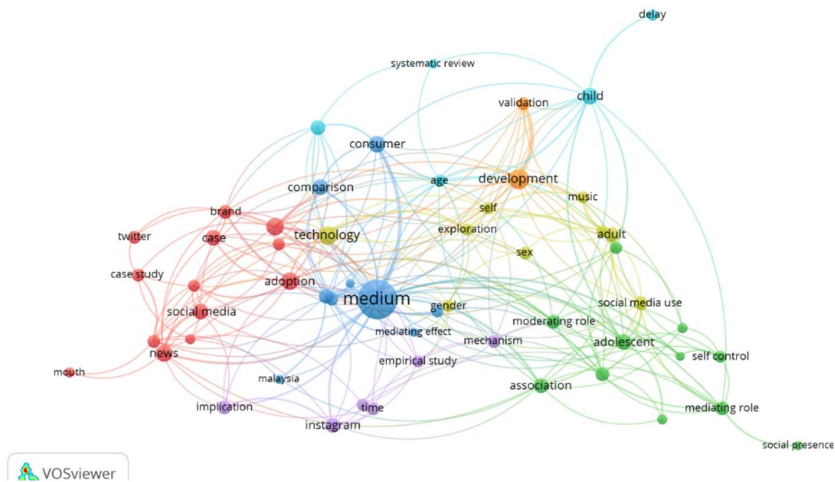 delay
systematic review
child
validation
consumer
age
development
comparison
music
self
brand
twitter
case
technology
exploration
adult
sex
case study
adoption
medium
social media
gender
social media use
moderating role
mediating effect
mechanism
adolescent
news
empirical study
self control
mouth
malaysia
association
implication
time
mediating role
instagram
social presence
VOSviewer